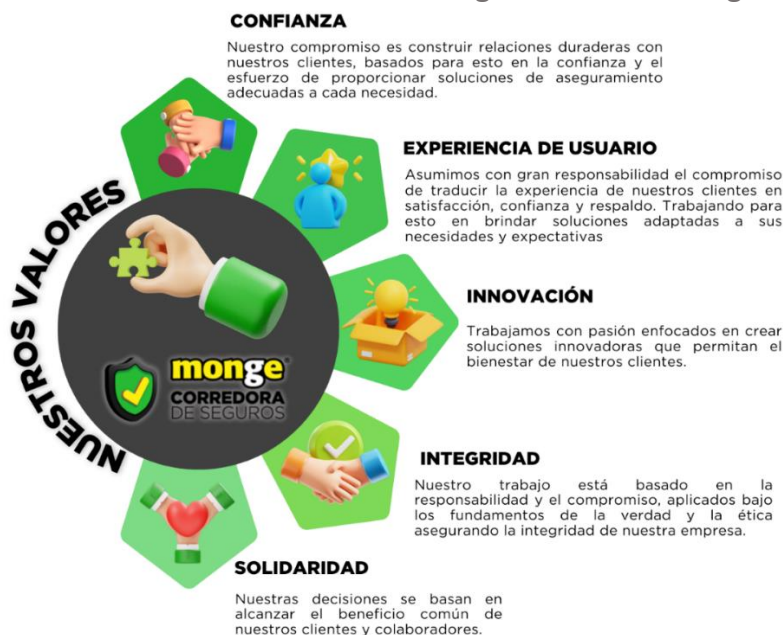 CONFIANZA
Nuestro compromiso es construir relaciones duraderas con
nuestros clientes, basados para esto en la confianza y el
esfuerzo de proporcionar soluciones de aseguramiento
adecuadas a cada necesidad.
EXPERIENCIA DE USUARIO
Asumimos con gran responsabilidad el compromiso
de traducir la experiencia de nuestros clientes en
satisfacción, confianza y respaldo. Trabajando para
esto en brindar soluciones adaptadas a sus
necesidades y expectativas
NUESTROS VALORES
INNOVACIÓN
Trabajamos con pasión enfocados en crear
soluciones innovadoras que permitan el
bienestar de nuestros clientes.
monge
CORREDORA
DE SEGUROS
INTEGRIDAD
Nuestro trabajo está basado en la
responsabilidad y el compromiso, aplicados bajo
los fundamentos de la verdad y la ética
asegurando la integridad de nuestra empresa.
SOLIDARIDAD
Nuestras decisiones se basan en
alcanzar el beneficio común de
nuestros clientes y colaboradores.